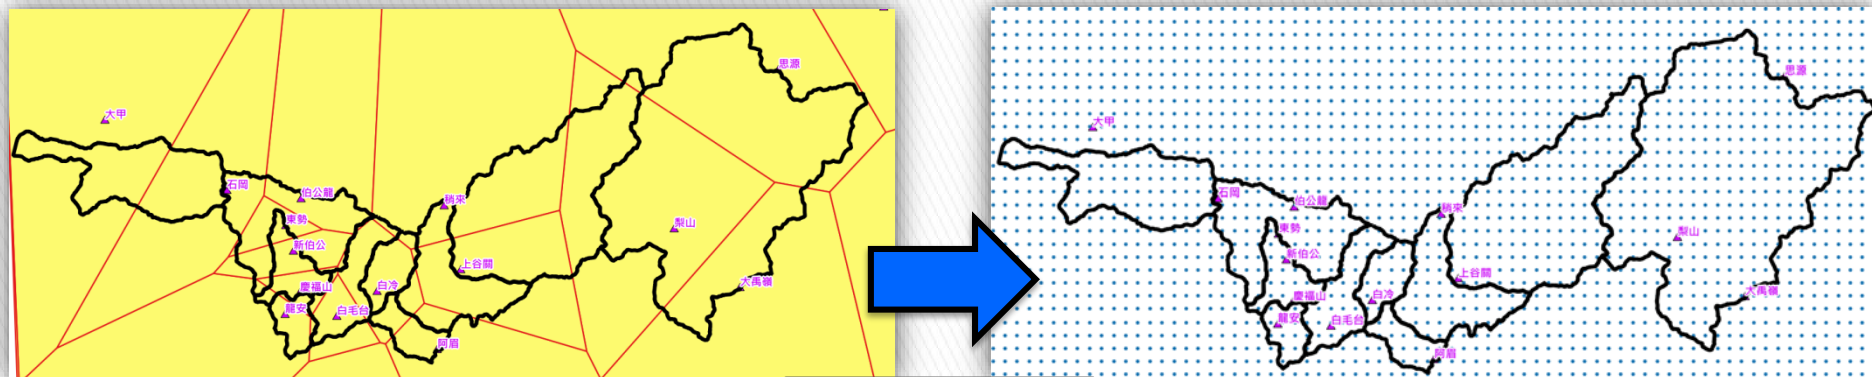 思源
大甲
石岡
伯公龍
稍來
東勢
梨山
新伯公
上谷關
大禹嶺
慶福山
白冷
龍安
白毛台
阿眉
思源
大甲
石岡
伯公龍
稍來
東勢
梨山
新伯公
上谷關
大禹嶺
慶福山
白冷
龍安
白毛台
阿眉